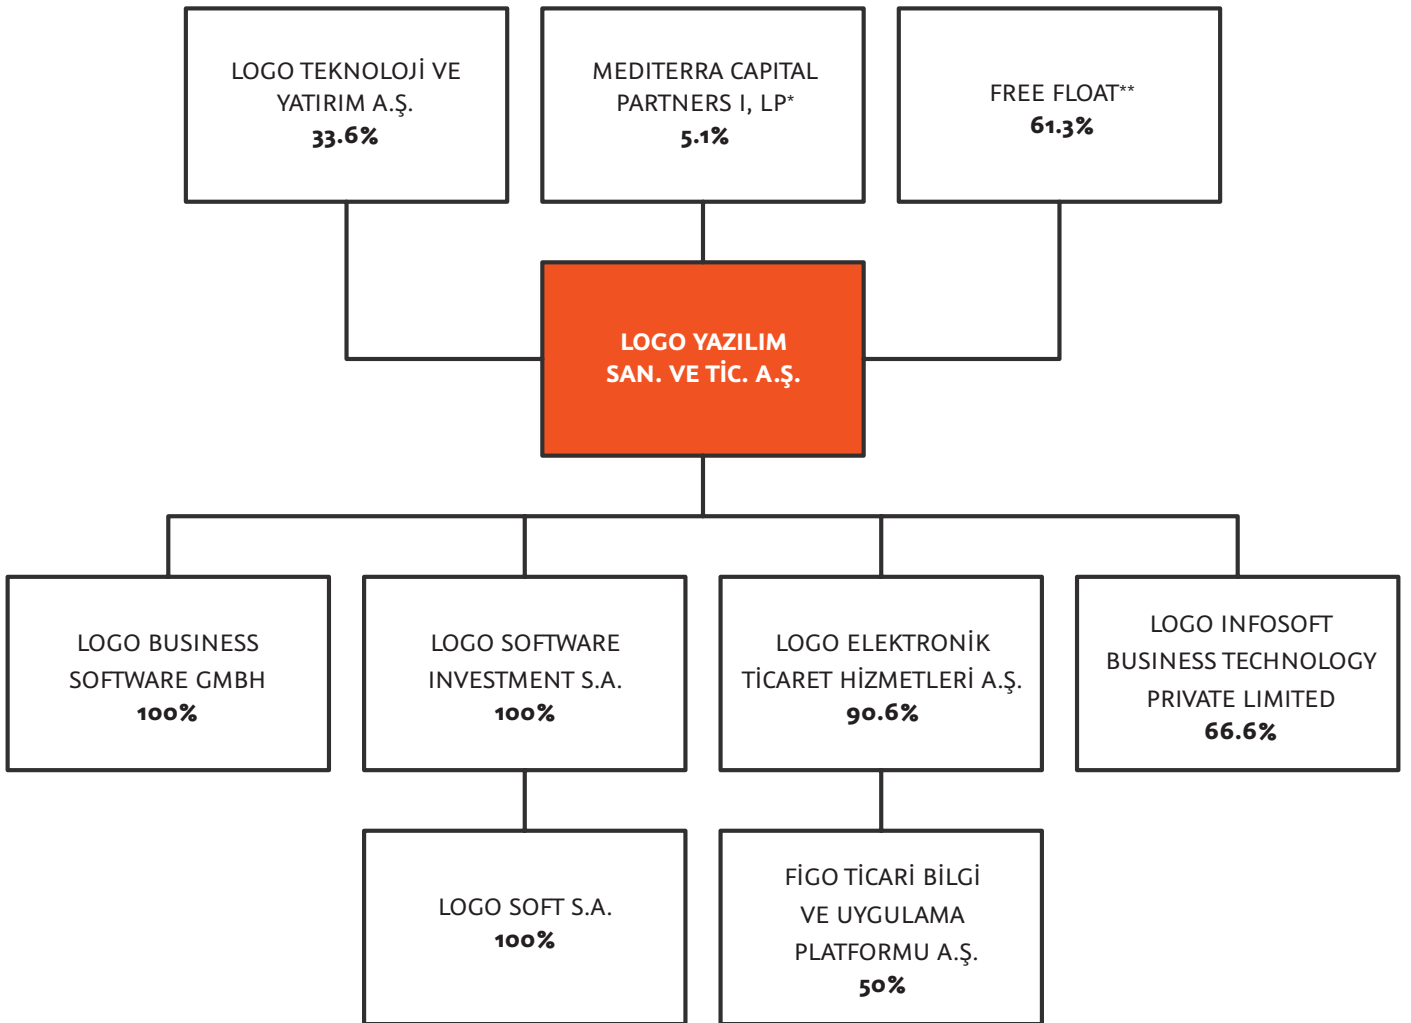 LOGO TEKNOLOJİ VE
YATIRIM A.Ş.
33.6%
MEDITERRA CAPITAL
PARTNERS I, LP*
5.1%
FREE FLOAT**
61.3%
LOGO YAZILIM
SAN. VE TİC. A.Ş.
LOGO BUSINESS
SOFTWARE GMBH
100%
LOGO SOFTWARE
INVESTMENT S.A.
100%
LOGO ELEKTRONİK
TİCARET HİZMETLERİ A.Ş.
90.6%
LOGO INFOSOFT
BUSINESS TECHNOLOGY
PRIVATE LIMITED
66.6%
LOGO SOFT S.A.
100%
FİGO TİCARİ BİLGİ
VE UYGULAMA
PLATFORMU A.Ş.
50%